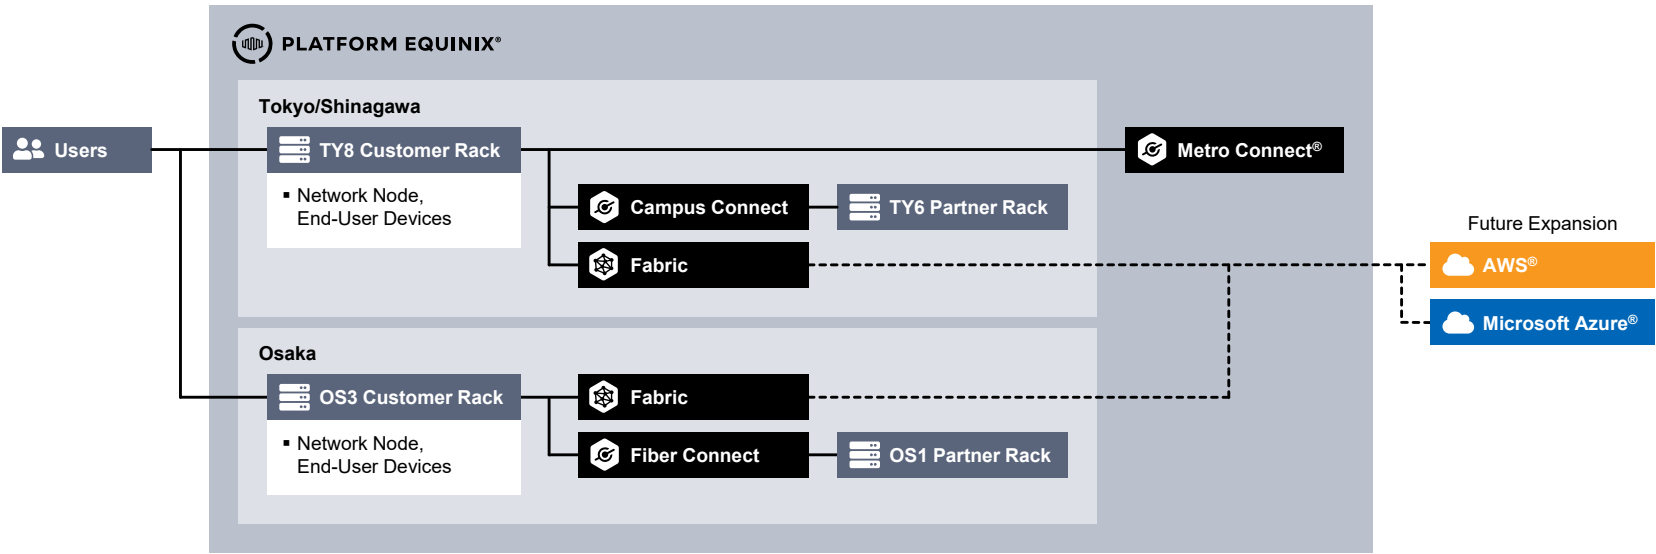 PLATFORM EQUINIX®
Tokyo/Shinagawa
Users
TY8 Customer Rack
Metro Connect®
▪ Network Node,
End-User Devices
Campus Connect
TY6 Partner Rack
Future Expansion
Fabric
AWS®
Microsoft Azure®
Osaka
OS3 Customer Rack
Fabric
▪ Network Node,
End-User Devices
Fiber Connect
OS1 Partner Rack